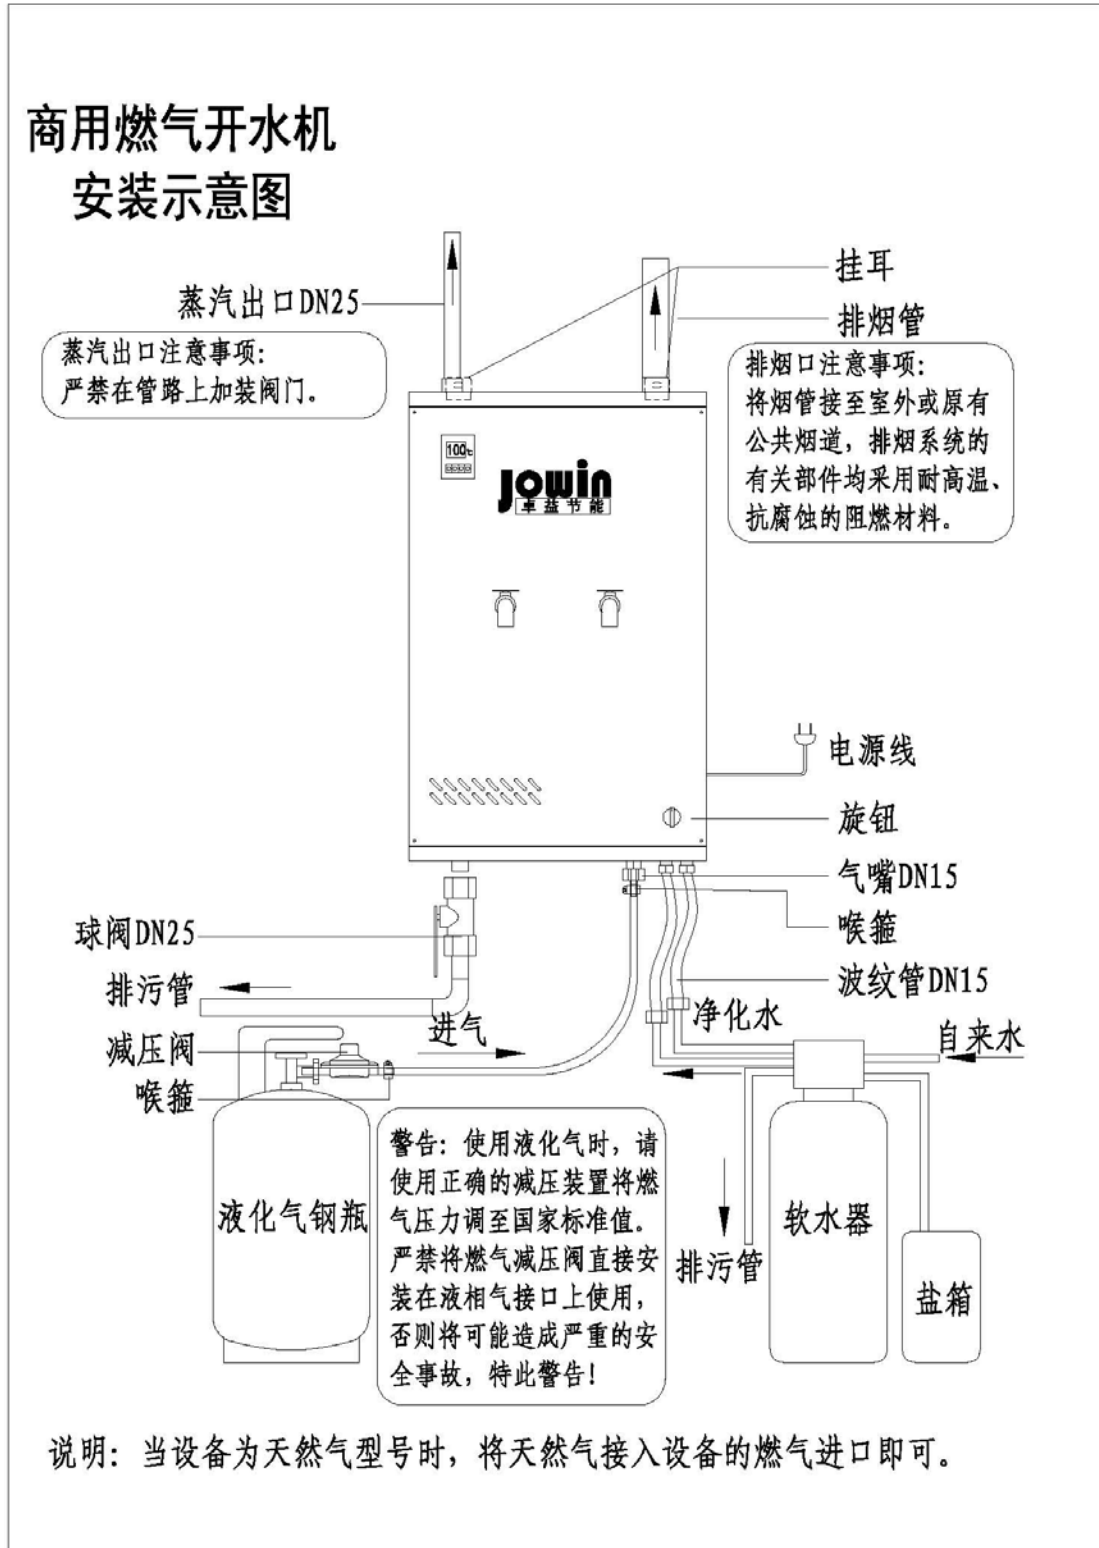 商用燃气开水机
安装示意图
蒸汽出口DN25
蒸汽出口注意事项：
严禁在管路上加装阀门。
挂耳
排烟管
排烟口注意事项：
将烟管接至室外或原有
公共烟道，排烟系统的
有关部件均采用耐高温、
抗腐蚀的阻燃材料。
100℃
Jowin
卓益节能
电源线
旋钮
气嘴DN15
喉箍
波纹管DN15
球阀DN25
排污管
减压阀
喉箍
进气
净化水
自来水
液化气钢瓶
警告：使用液化气时，请
使用正确的减压装置将燃
气压力调至国家标准值。
严禁将燃气减压阀直接安
装在液相气接口上使用，
否则将可能造成严重的安
全事故，特此警告！
排污管
软水器
盐箱
说明：当设备为天然气型号时，将天然气接入设备的燃气进口即可。